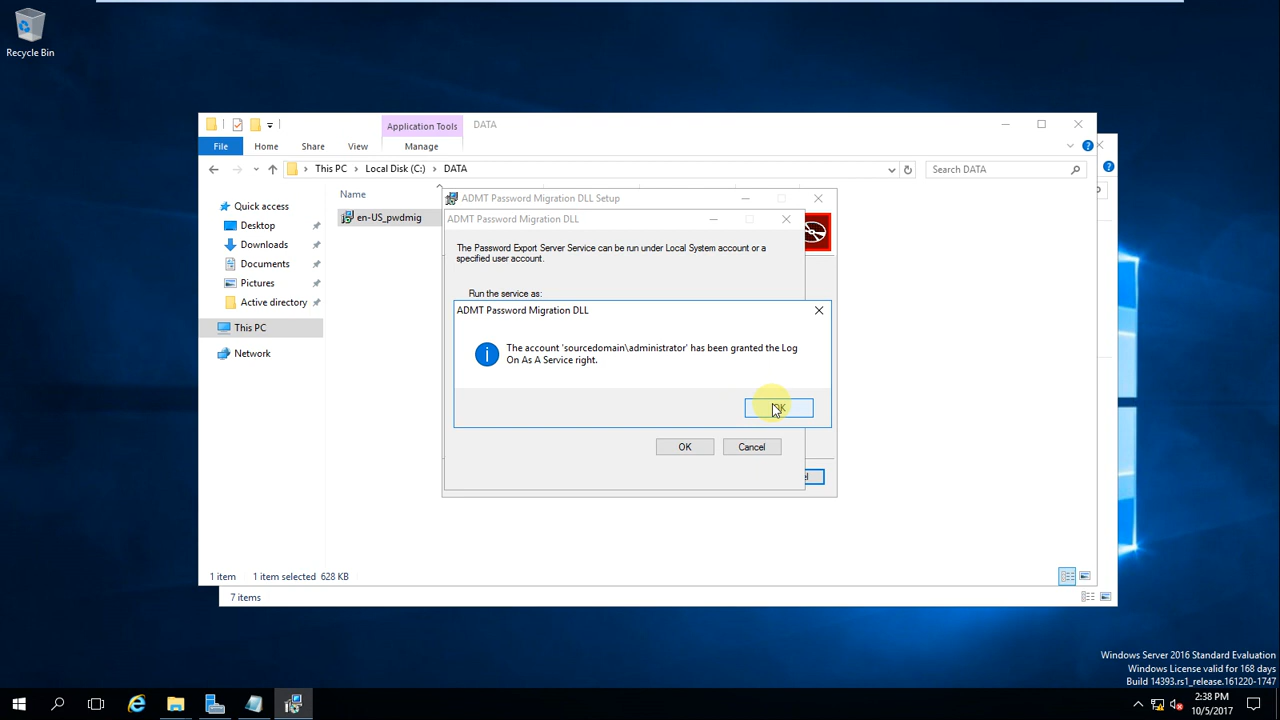 Recycle Bin
Application Tools
DATA
File
Home
Share
View
Manage
This PC
Local Disk (C:)
DATA
Search DATA
Name
Quick access
Desktop
Downloads
Documents
Pictures
Active directory
This PC
Network
en-US_pwdmig
ADMT Password Migration DLL Setup
ADMT Password Migration DLL
The Password Export Server Service can be run under Local System account or a
specified user account.
Run the service as:
ADMT Password Migration DLL
The account 'sourcedomain\administrator' has been granted the Log
On As A Service right.
OK
OK
Cancel
1 item
1 item selected 628 KB
7 items
Windows Server 2016 Standard Evaluation
Windows License valid for 168 days
Build 14393.rs1_release.161220-1747
2:38 PM
10/5/2017